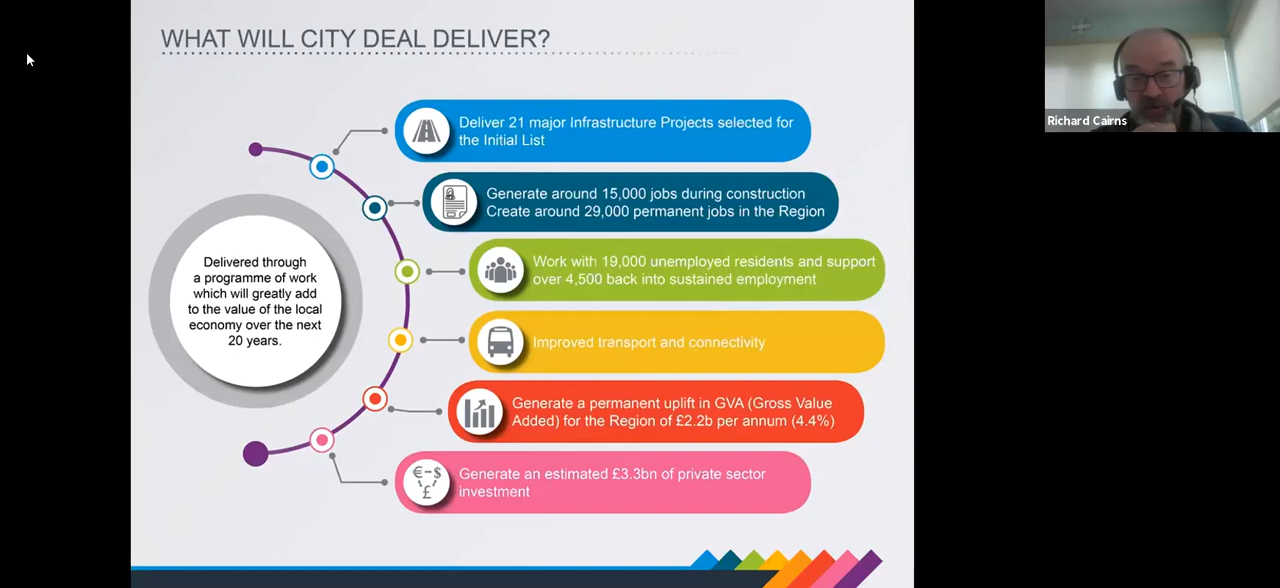 WHAT WILL CITY DEAL DELIVER?
Richard Cairns
Deliver 21 major Infrastructure Projects selected for
the Initial List
Generate around 15,000 jobs during construction
Create around 29,000 permanent jobs in the Region
Work with 19,000 unemployed residents and support
over 4,500 back into sustained employment
Delivered through
a programme of work
which will greatly add
to the value of the local
economy over the next
20 years.
Improved transport and connectivity
Generate a permanent uplift in GVA (Gross Value
Added) for the Region of £2.2b per annum (4.4%)
€ $
£
Generate an estimated £3.3bn of private sector
investment